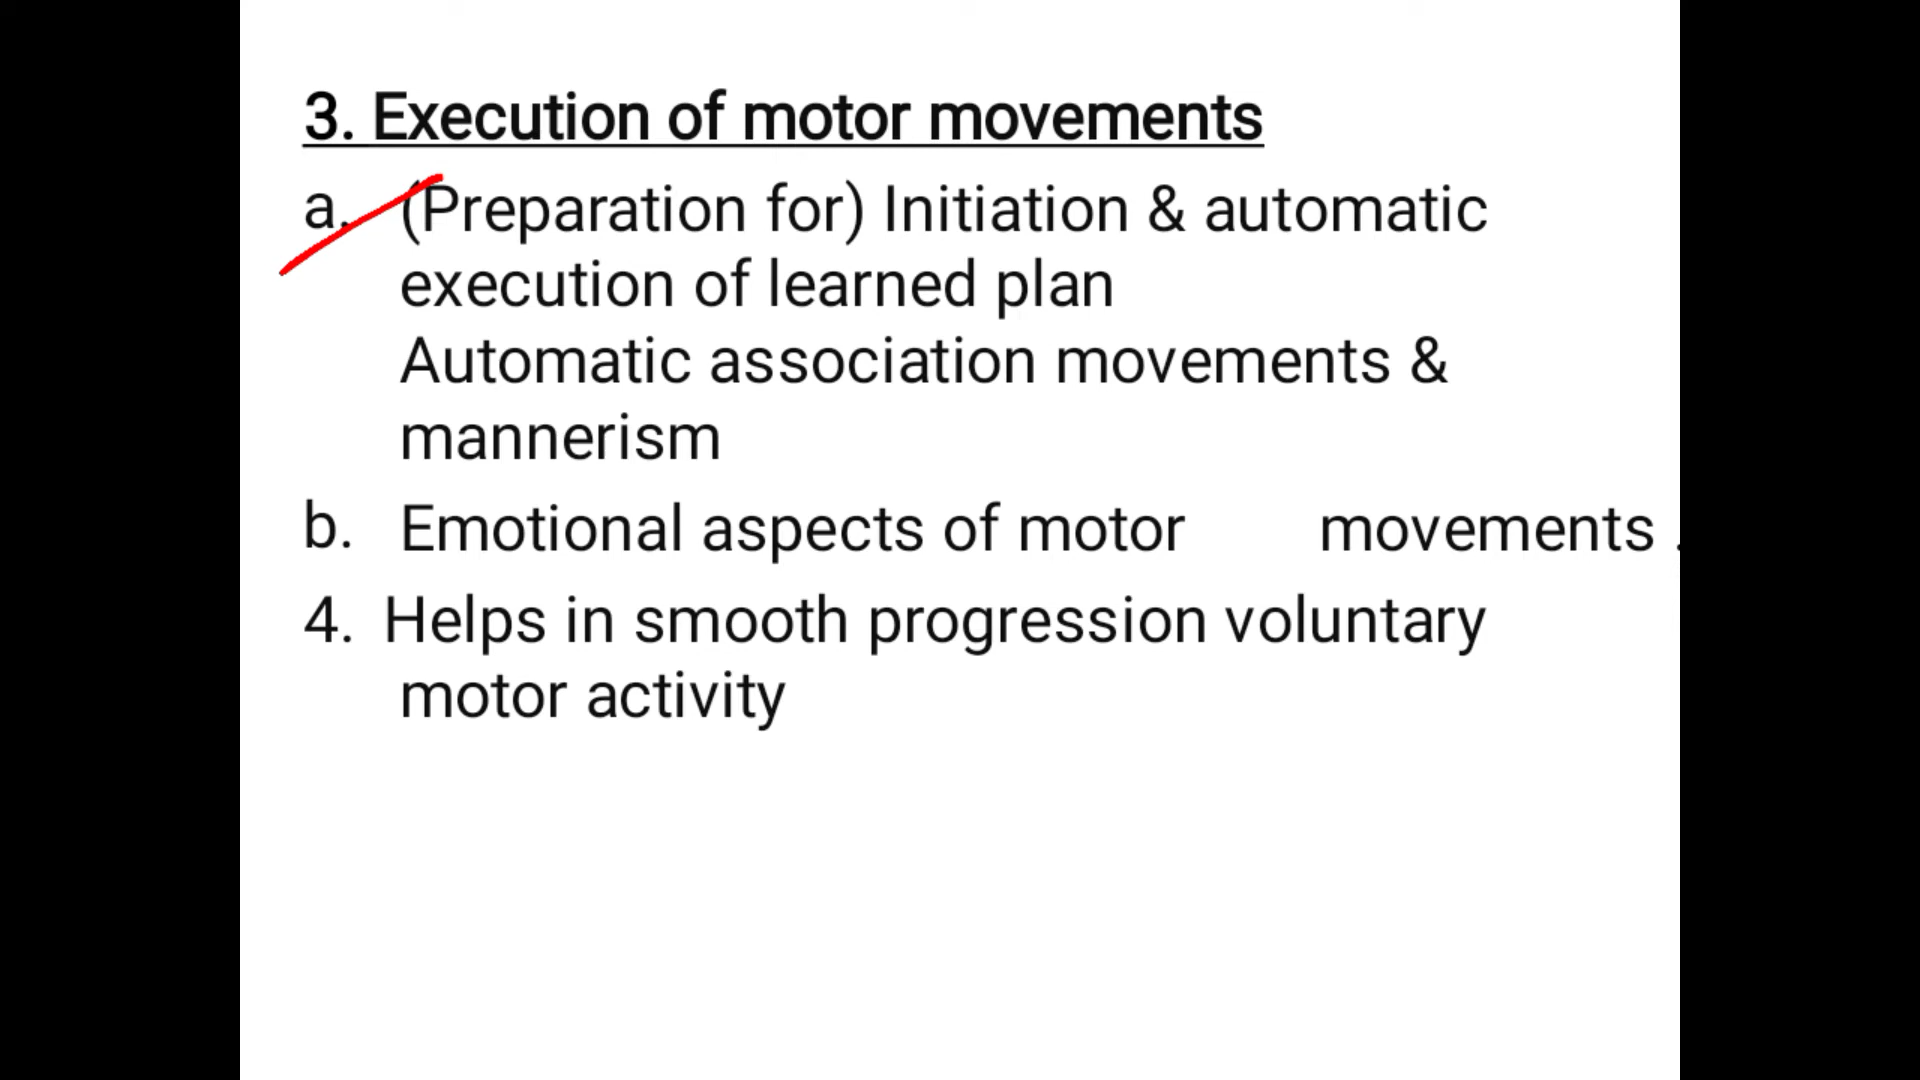 3. Execution of motor movements
a. (Preparation for) Initiation & automatic
execution of learned plan
Automatic association movements &
mannerism
b. Emotional aspects of motor movements .
4. Helps in smooth progression voluntary
motor activity